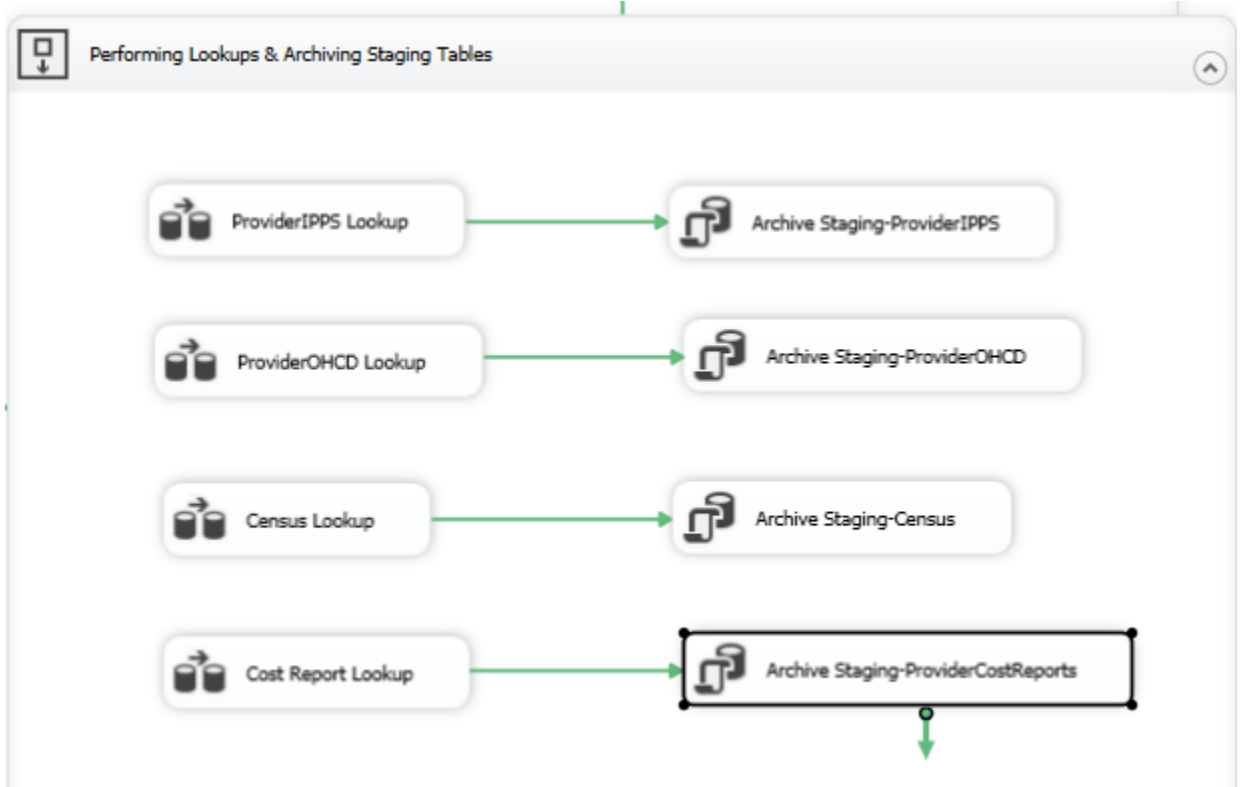 Performing Lookups & Archiving Staging Tables
ProviderIPPS Lookup
Archive Staging-ProviderIPPS
ProviderOHCD Lookup
Archive Staging-ProviderOHCD
Census Lookup
Archive Staging-Census
Cost Report Lookup
Archive Staging-ProviderCostReports